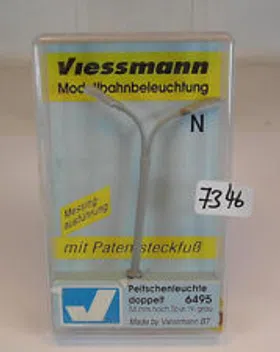 Viessmann
Modellbahnbeleuchtung
N
7346
Messing-
ausführung
mit Patentsteckfuß
Peitschenleuchte
doppelt 6495
Made by Viessmann